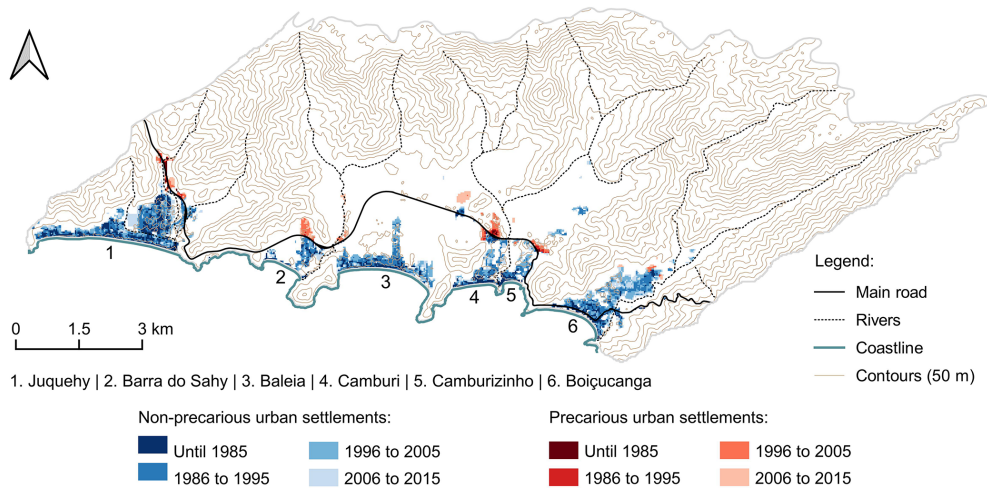 1
2
3
4
5
6
0 1.5 3 km
Legend:
Main road
Rivers
Coastline
Contours (50 m)
1. Juquehy | 2. Barra do Sahy | 3. Baleia | 4. Camburi | 5. Camburizinho | 6. Boiçucanga
Non-precarious urban settlements:
Until 1985
1986 to 1995
1996 to 2005
2006 to 2015
Precarious urban settlements:
Until 1985
1986 to 1995
1996 to 2005
2006 to 2015